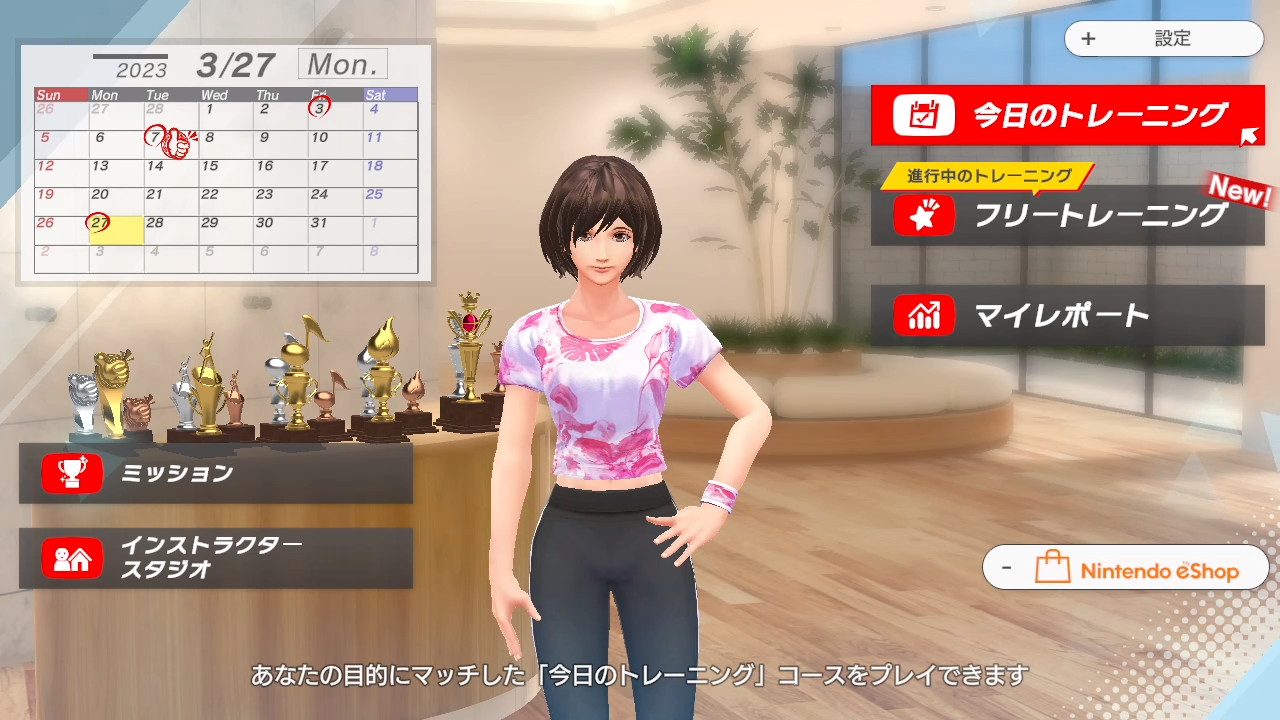 2023 3/27 Mon.
Sun Mon Tue Wed Thu Fri Sat
26 27 28 1 2 3 4
5 6 7 8 9 10 11
12 13 14 15 16 17 18
19 20 21 22 23 24 25
26 27 28 29 30 31 1
2 3 4 5 6 7 8
+ 設定
今日のトレーニング
進行中のトレーニング
New!
フリートレーニング
マイレポート
ミッション
インストラクター
スタジオ
- Nintendo eShop
あなたの目的にマッチした「今日のトレーニング」コースをプレイできます